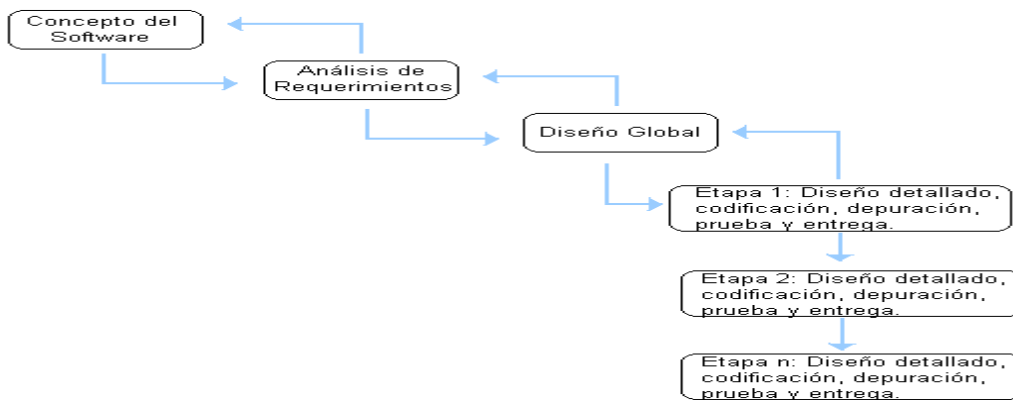 Concepto del
Software
Análisis de
Requerimientos
Diseño Global
Etapa 1: Diseño detallado,
codificación, depuración,
prueba y entrega.
Etapa 2: Diseño detallado,
codificación, depuración,
prueba y entrega.
Etapa n: Diseño detallado,
codificación, depuración,
prueba y entrega.